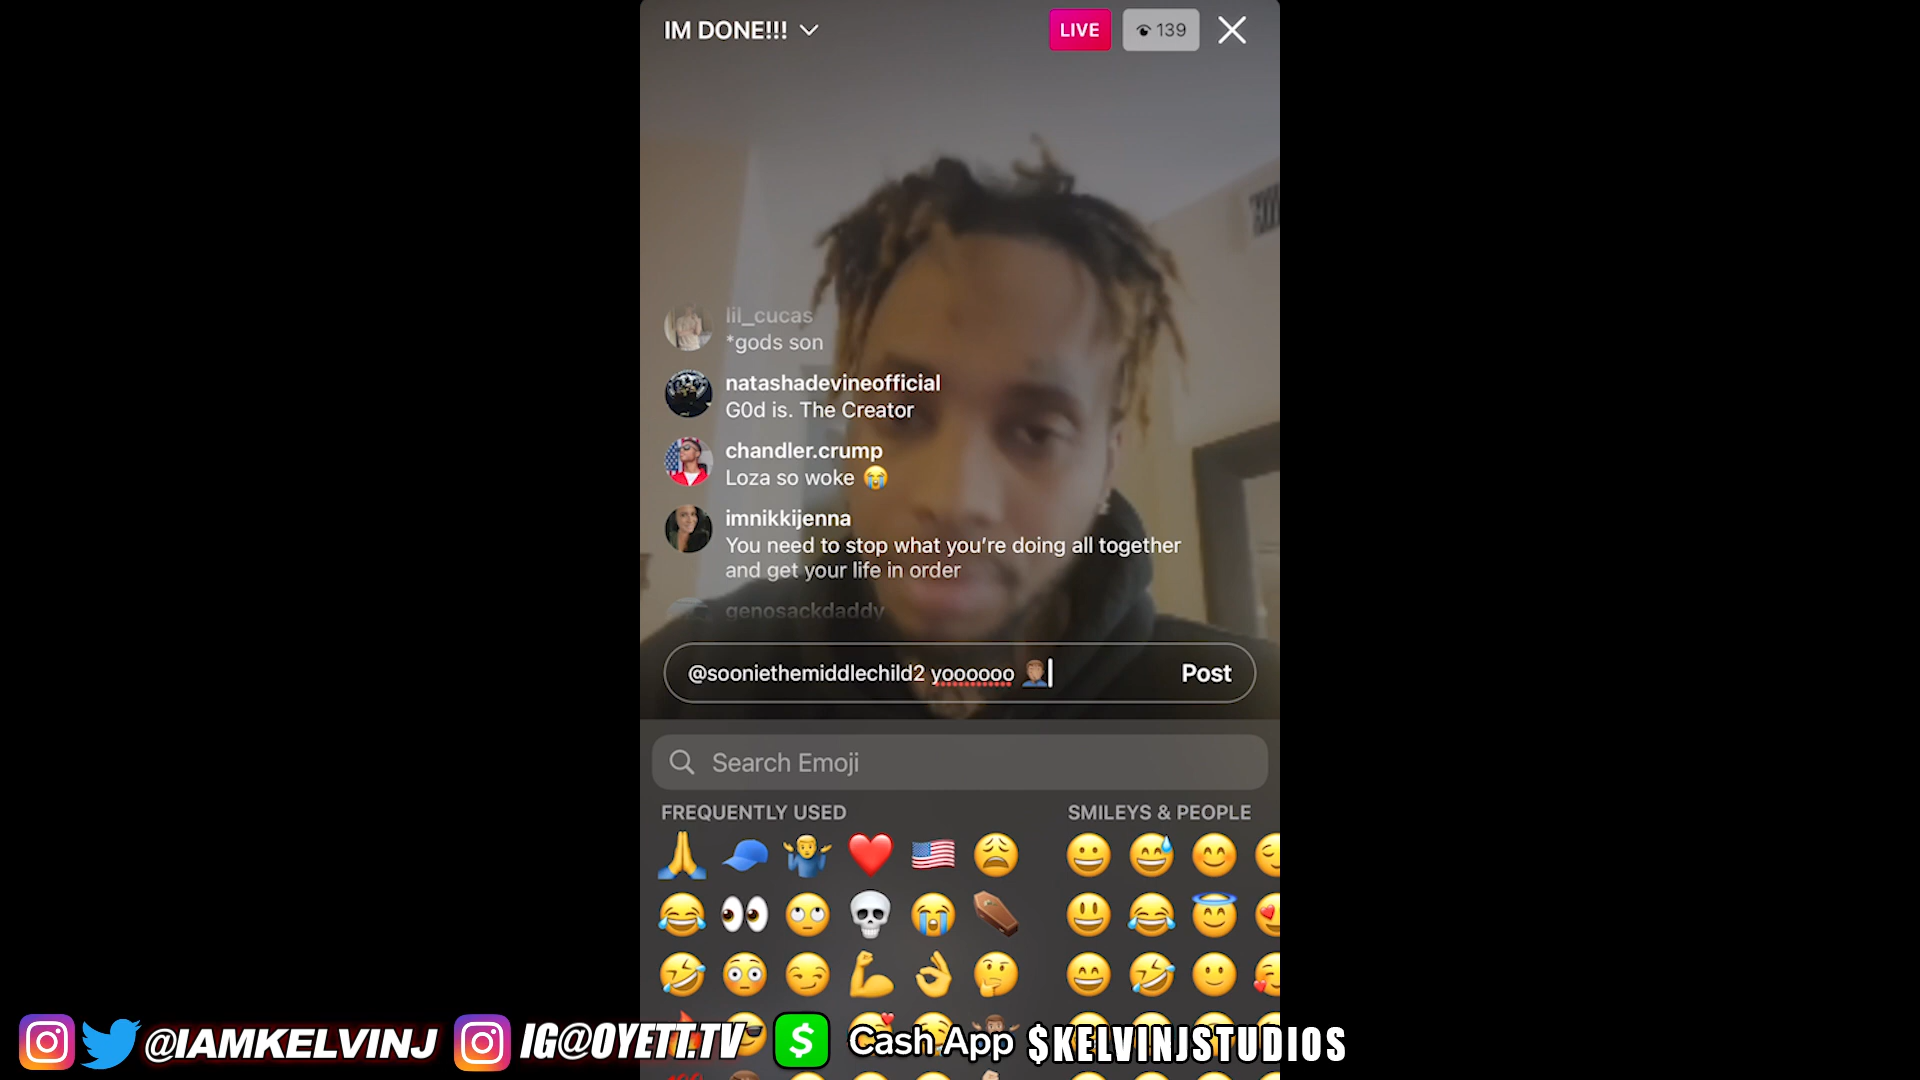 IM DONE!!!
LIVE
139
lil_cucas
*gods son
natashadevineofficial
G0d is. The Creator
chandler.crump
Loza so woke 😭
imnikkijenna
You need to stop what you’re doing all together
and get your life in order
genosackdaddy
@sooniethemiddlechild2 yoooooo 🤦🏽‍♂️
Post
Search Emoji
FREQUENTLY USED
SMILEYS & PEOPLE
@IAMKELVINJ
IG@OYETT.TV
Cash App $KELVINJSTUDIOS